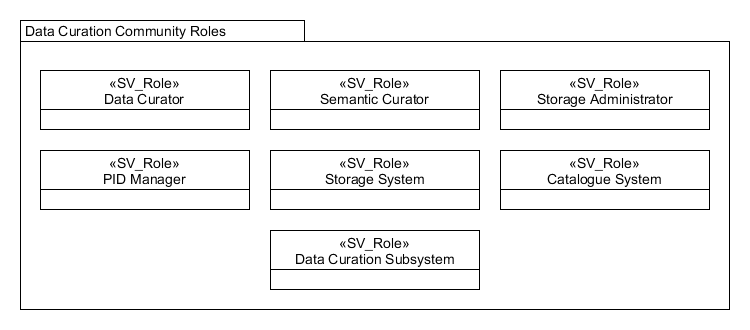 Data Curation Community Roles
«SV_Role»
Data Curator
«SV_Role»
Semantic Curator
«SV_Role»
Storage Administrator
«SV_Role»
PID Manager
«SV_Role»
Storage System
«SV_Role»
Catalogue System
«SV_Role»
Data Curation Subsystem